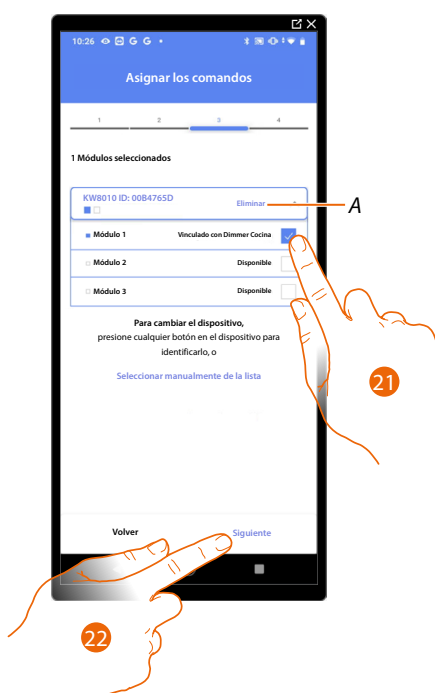 10:26 G G •
Asignar los comandos
1 2 3 4
1 Módulos seleccionados
KW8010 ID: 00B4765D
Eliminar
A
Módulo 1 Vinculado con Dimmer Cocina
Módulo 2 Disponible
Módulo 3 Disponible
Para cambiar el dispositivo,
presione cualquier botón en el dispositivo para
identificarlo, o
Seleccionar manualmente de la lista
21
Volver Siguiente
22